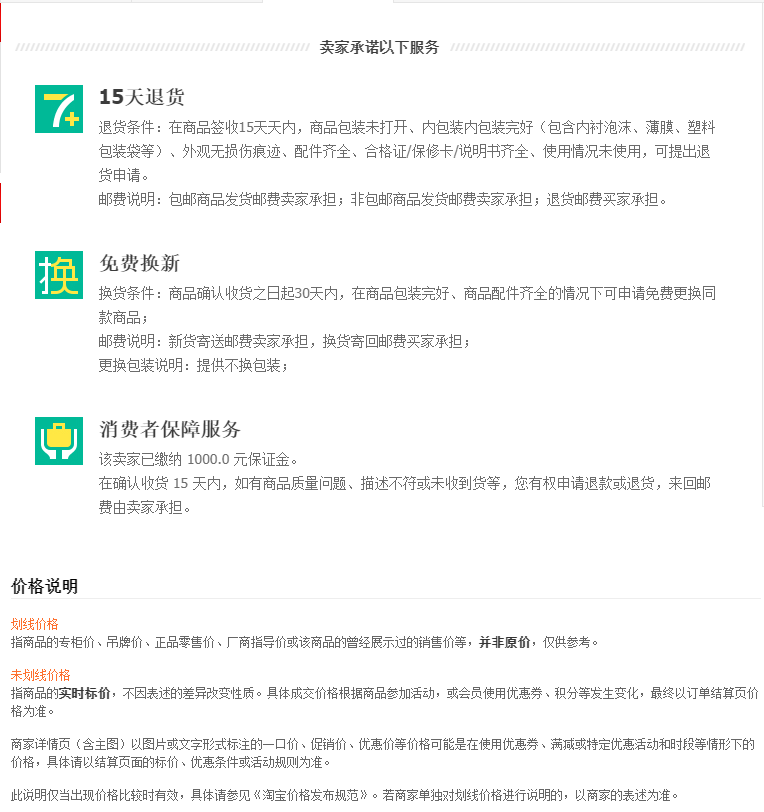 卖家承诺以下服务
7+
15天退货
退货条件：在商品签收15天天内，商品包装未打开、内包装内包装完好（包含内衬泡沫、薄膜、塑料
包装袋等）、外观无损伤痕迹、配件齐全、合格证/保修卡/说明书齐全、使用情况未使用，可提出退
货申请。
邮费说明：包邮商品发货邮费卖家承担；非包邮商品发货邮费卖家承担；退货邮费买家承担。
换
免费换新
换货条件：商品确认收货之日起30天内，在商品包装完好、商品配件齐全的情况下可申请免费更换同
款商品；
邮费说明：新货寄送邮费卖家承担，换货寄回邮费买家承担；
更换包装说明：提供不换包装；
消费者保障服务
该卖家已缴纳 1000.0 元保证金。
在确认收货 15 天内，如有商品质量问题、描述不符或未收到货等，您有权申请退款或退货，来回邮
费由卖家承担。
价格说明
划线价格
指商品的专柜价、吊牌价、正品零售价、厂商指导价或该商品的曾经展示过的销售价等，并非原价，仅供参考。
未划线价格
指商品的实时标价，不因表述的差异改变性质。具体成交价格根据商品参加活动，或会员使用优惠券、积分等发生变化，最终以订单结算页价
格为准。
商家详情页（含主图）以图片或文字形式标注的一口价、促销价、优惠价等价格可能是在使用优惠券、满减或特定优惠活动和时段等情形下的
价格，具体请以结算页面的标价、优惠条件或活动规则为准。
此说明仅当出现价格比较时有效，具体请参见《淘宝价格发布规范》。若商家单独对划线价格进行说明的，以商家的表述为准。